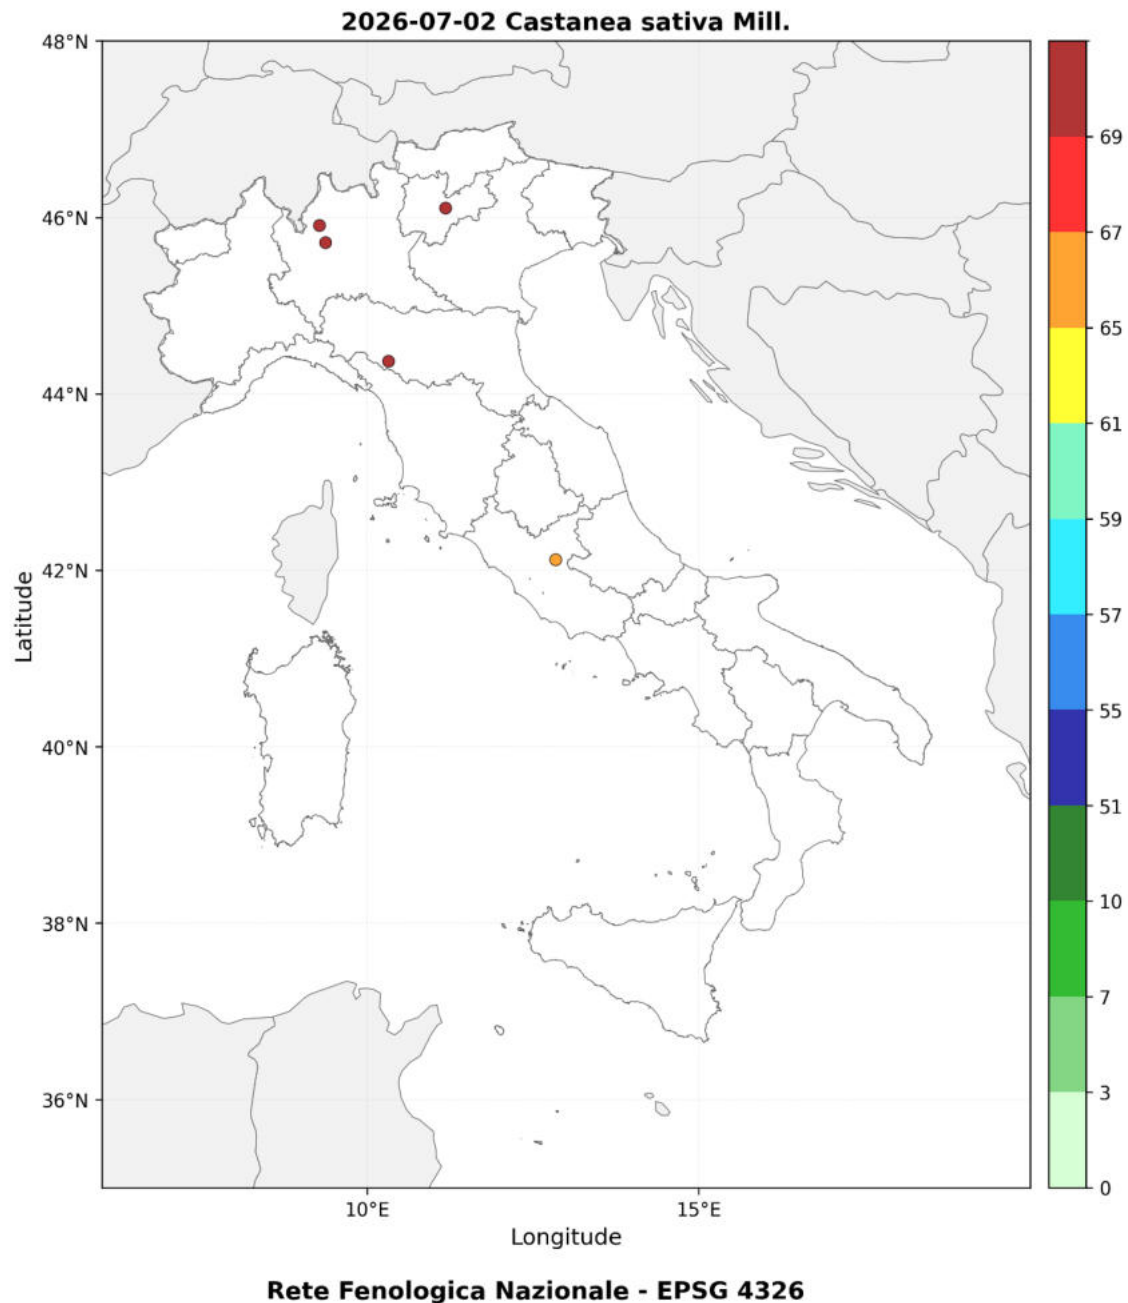 2026-07-02 Castanea sativa Mill.
48°N
46°N
44°N
42°N
40°N
38°N
36°N
Latitude
10°E
15°E
Longitude
69
67
65
61
59
57
55
51
10
7
3
0
Rete Fenologica Nazionale - EPSG 4326